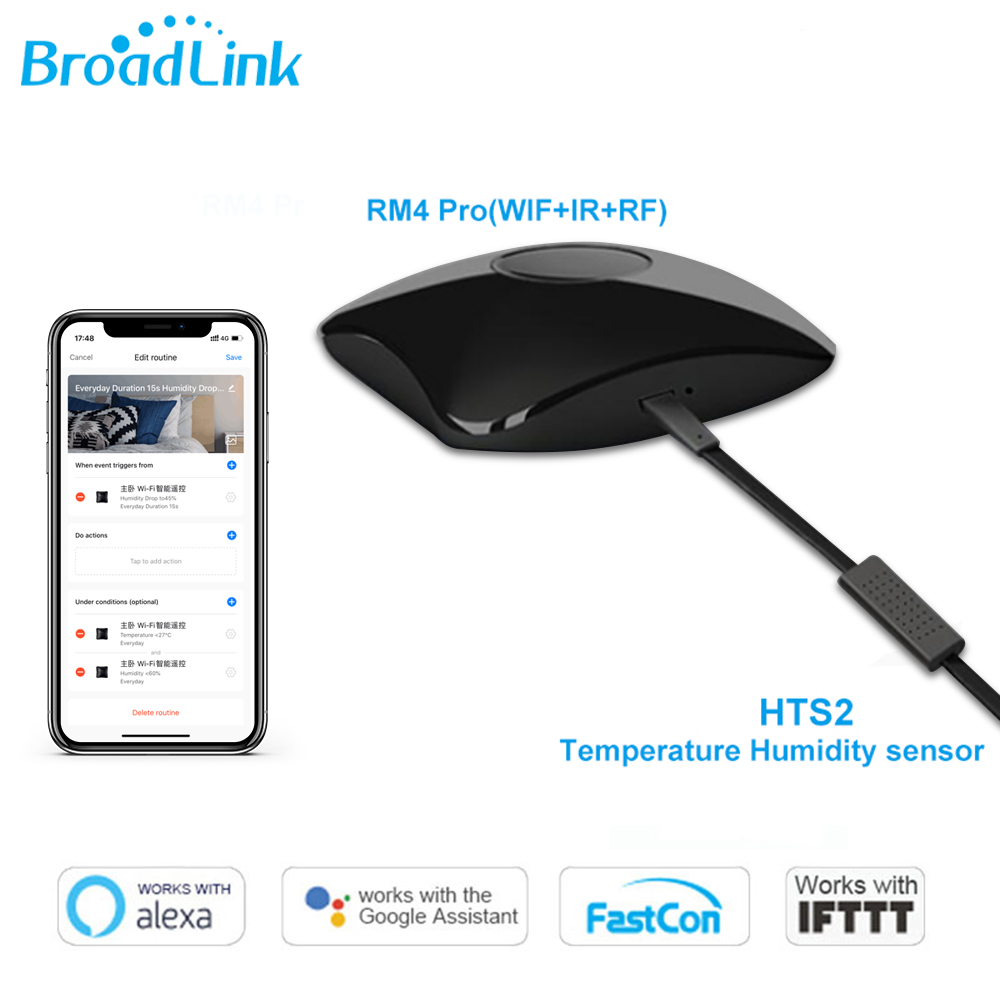 BroadLink
RM4 Pr
RM4 Pro(WIF+IR+RF)
17:48
4G
Cancel
Edit routine
Save
Everyday Duration 15s Humidity Drop...
When event triggers from
主卧 Wi-Fi智能遥控
Humidity Drop to45%
Everyday Duration 15s
Do actions
Tap to add action
Under conditions (optional)
主卧 Wi-Fi智能遥控
Temperature <27°C
Everyday
and
主卧 Wi-Fi智能遥控
Humidity <60%
Everyday
Delete routine
HTS2
Temperature Humidity sensor
WORKS WITH
alexa
works with the
Google Assistant
FastCon
Works with
IFTTT